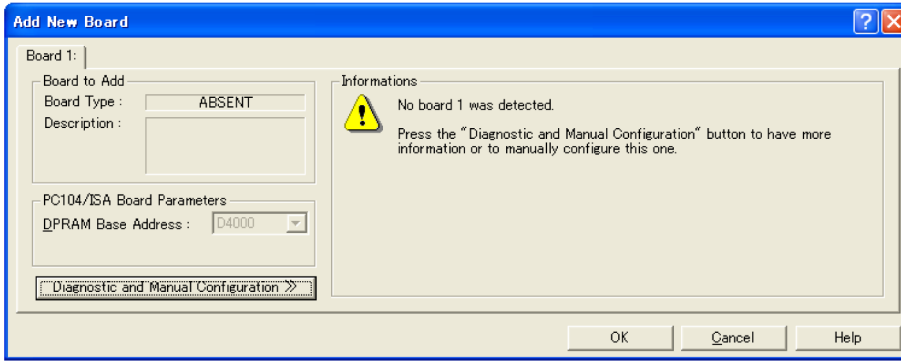 Add New Board
Board 1:
Board to Add
Board Type :
ABSENT
Description :
PC104/ISA Board Parameters
DPRAM Base Address :
D4000
Diagnostic and Manual Configuration >>
Informations
No board 1 was detected.
Press the "Diagnostic and Manual Configuration" button to have more
information or to manually configure this one.
OK
Cancel
Help